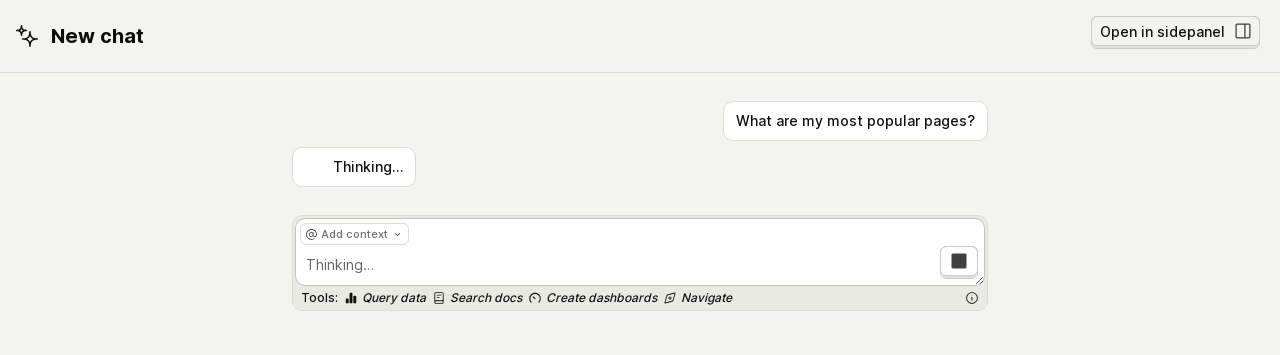 New chat
Open in sidepanel
What are my most popular pages?
Thinking...
@ Add context
Thinking...
Tools: Query data Search docs Create dashboards Navigate